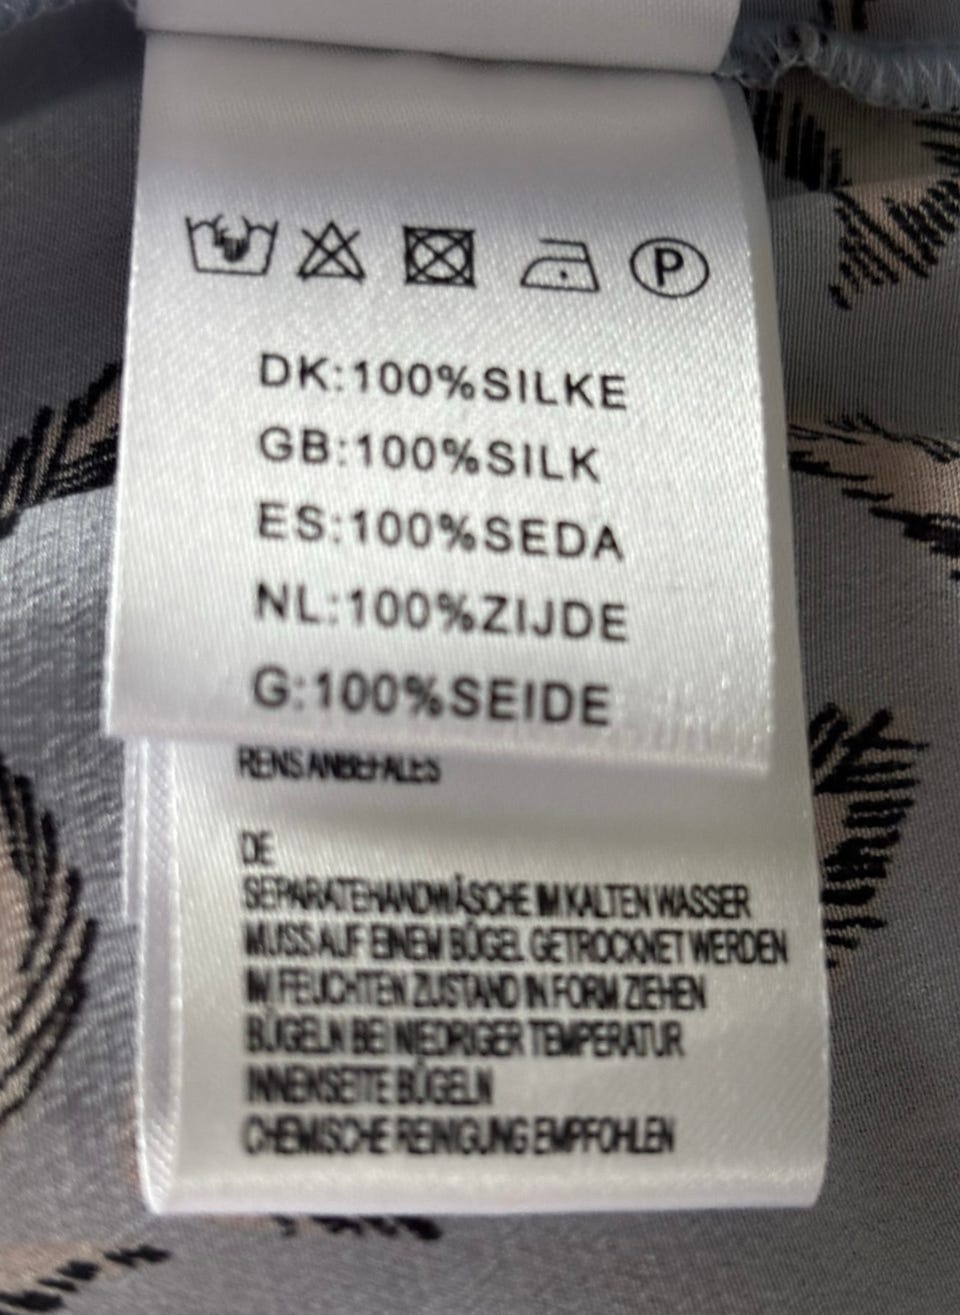 P
DK:100%SILKE
GB:100%SILK
ES:100%SEDA
NL:100%ZIJDE
G:100%SEIDE
RENS ANBEFALES
DE
SEPARATE HANDWÄSCHE IM KALTEN WASSER
MUSS AUF EINEM BÜGEL GETROCKNET WERDEN
IM FEUCHTEN ZUSTAND IN FORM ZIEHEN
BÜGELN BEI NIEDRIGER TEMPERATUR
INNENSEITE BÜGELN
CHEMISCHE REINIGUNG EMPFOHLEN